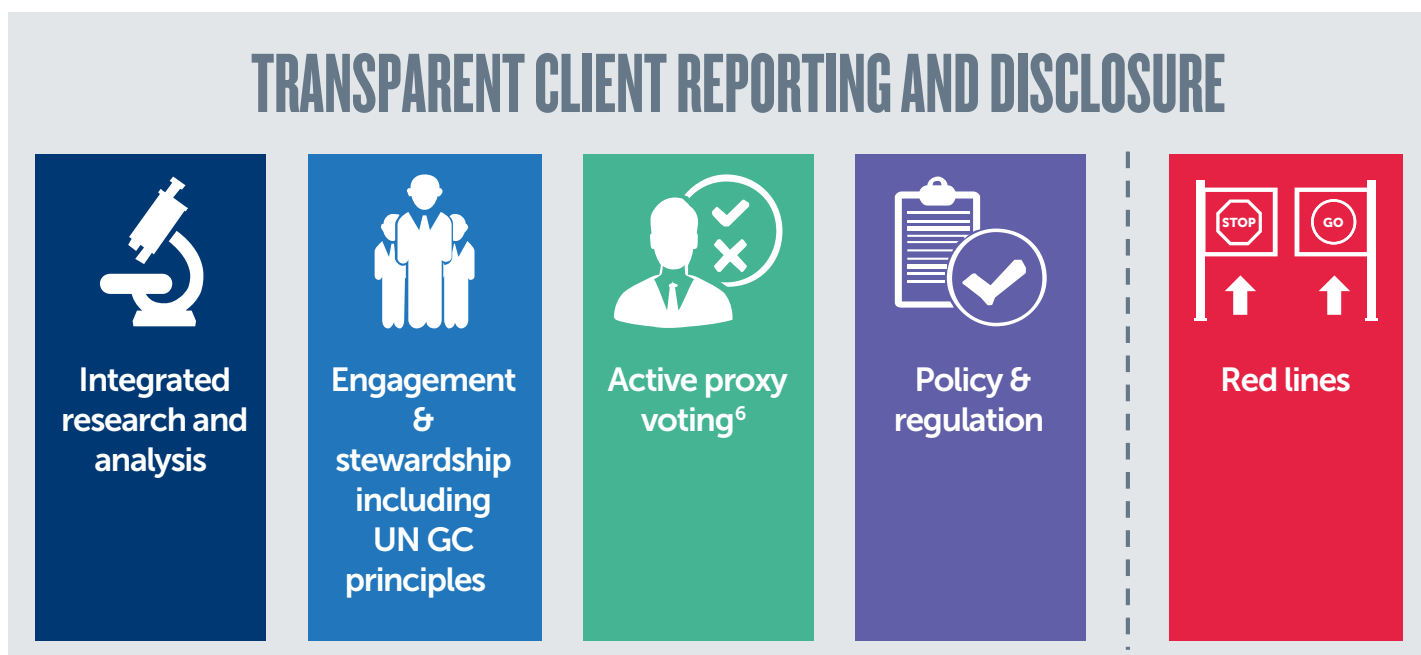 TRANSPARENT CLIENT REPORTING AND DISCLOSURE
Integrated
research and
analysis
Engagement
&
stewardship
including
UN GC
principles
Active proxy
voting⁶
Policy &
regulation
STOP
GO
Red lines